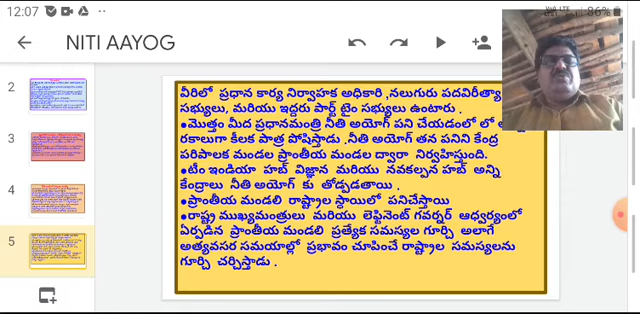 12:07
86%
NITI AAYOG
2
3
4
5
వీరిలో ప్రధాన కార్య నిర్వాహక అధికారి ,నలుగురు పదవిరీత్యా
సభ్యులు, మరియు ఇద్దరు పార్ట్ టైం సభ్యులు ఉంటారు .
●మొత్తం మీద ప్రధానమంత్రి నీతి అయోగ్ పని చేయడంలో లో
రకాలుగా కీలక పాత్ర పోషిస్తాడు .నీతి అయోగ్ తన పనిని కేంద్ర
పరిపాలక మండల ప్రాంతీయ మండల ద్వారా నిర్వహిస్తుంది.
●టీం ఇండియా హబ్ విజ్ఞాన మరియు నవకల్పన హబ్ అన్ని
కేంద్రాలు నీతి అయోగ్ కు తోడ్పడతాయి .
●ప్రాంతీయ మండలి రాష్ట్రాల స్థాయిలో పనిచేస్తాయి
●రాష్ట్ర ముఖ్యమంత్రులు మరియు లెఫ్టినెంట్ గవర్నర్ ఆధ్వర్యంలో
ఏర్పడిన ప్రాంతీయ మండలి ప్రత్యేక సమస్యల గూర్చి అలాగే
అత్యవసర సమయాల్లో ప్రభావం చూపించే రాష్ట్రాల సమస్యలను
గూర్చి చర్చిస్తాడు .